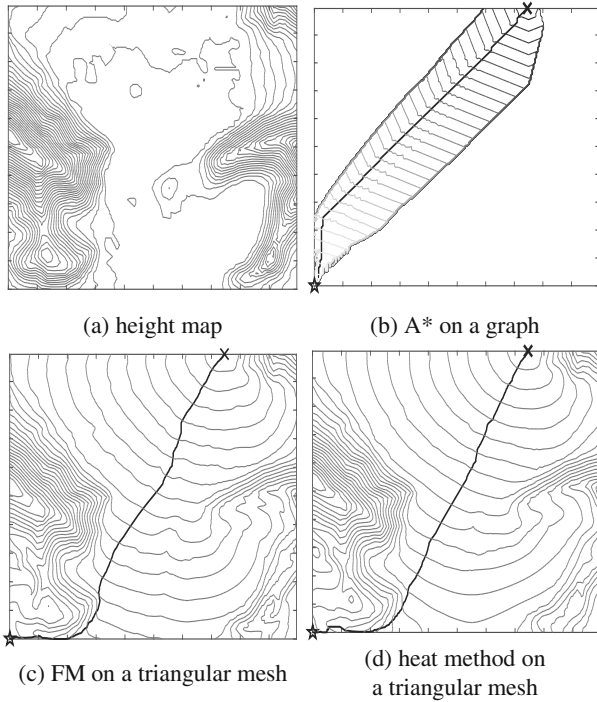 (a) height map
(b) A* on a graph
(c) FM on a triangular mesh
(d) heat method on
a triangular mesh